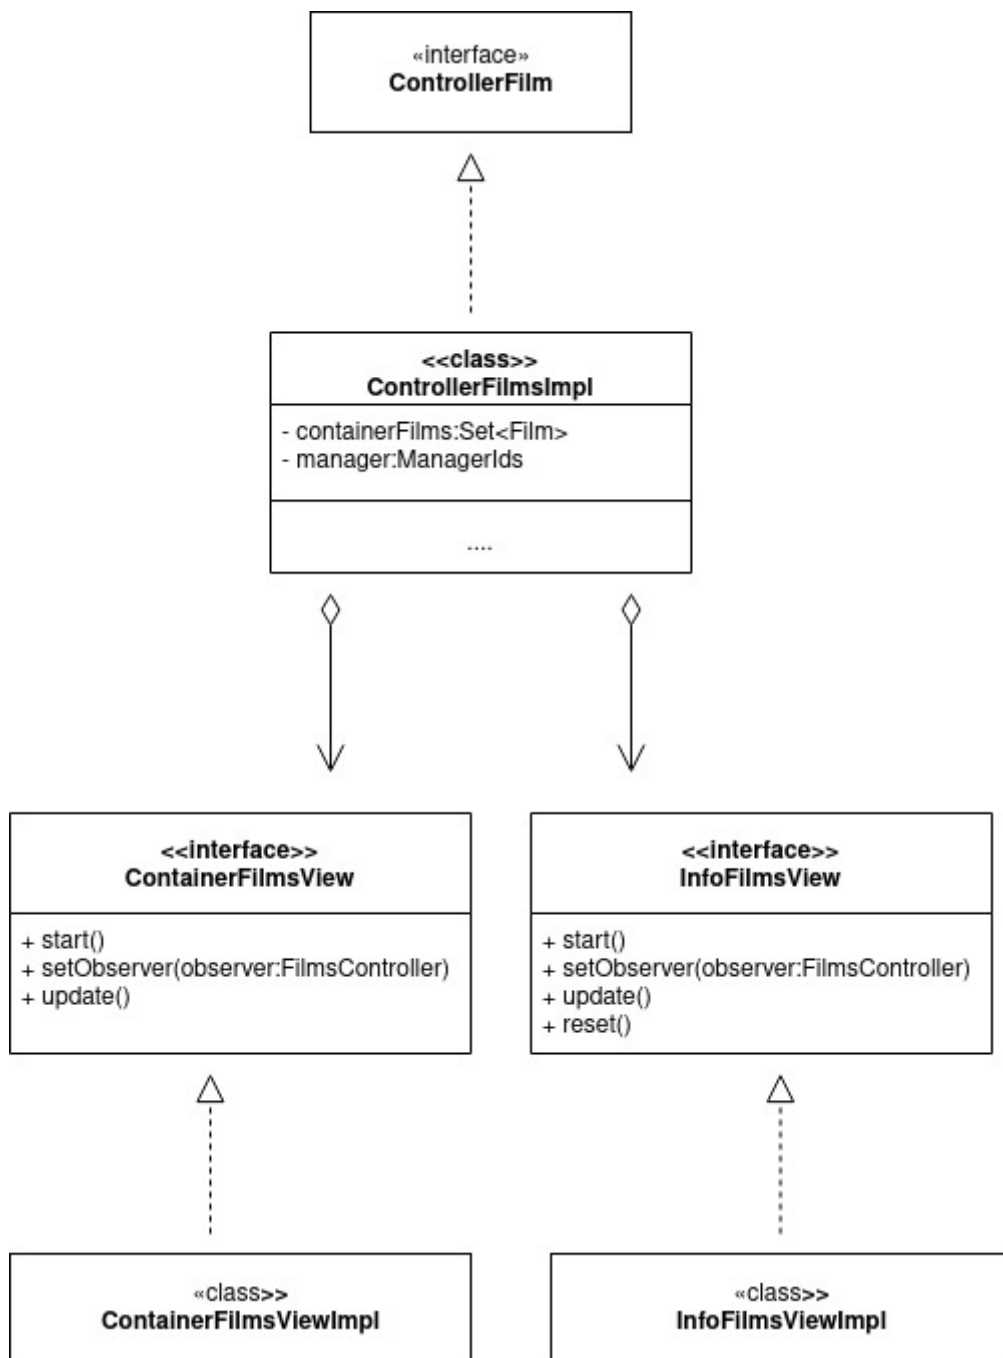 «interface»
ControllerFilm
<<class>>
ControllerFilmsImpl
- containerFilms:Set<Film>
- manager:ManagerIds
....
<<interface>>
ContainerFilmsView
+ start()
+ setObserver(observer:FilmsController)
+ update()
<<interface>>
InfoFilmsView
+ start()
+ setObserver(observer:FilmsController)
+ update()
+ reset()
«class>>
ContainerFilmsViewImpl
«class>>
InfoFilmsViewImpl